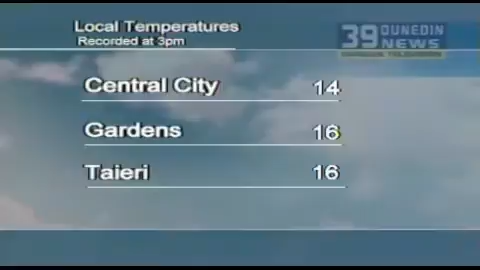 Local Temperatures
Recorded at 3pm
39 DUNEDIN NEWS
Central City 14
Gardens 16
Taieri 16